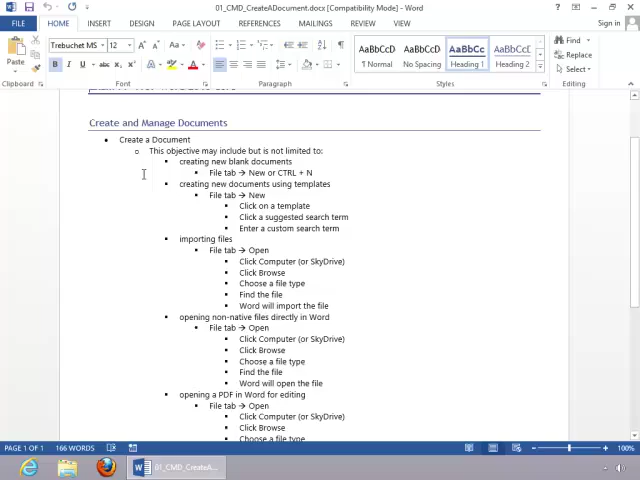 01_CMD_CreateADocument.docx [Compatibility Mode] - Word
FILE HOME INSERT DESIGN PAGE LAYOUT REFERENCES MAILINGS REVIEW VIEW Sign in
Paste
Clipboard
Trebuchet MS 12
Font
Paragraph
AaBbCcD AaBbCcD AaBbCc AaBbCcD
¶ Normal No Spacing Heading 1 Heading 2
Styles
Find
Replace
Select
Editing
Create and Manage Documents
• Create a Document
o This objective may include but is not limited to:
▪ creating new blank documents
▪ File tab → New or CTRL + N
▪ creating new documents using templates
▪ File tab → New
▪ Click on a template
▪ Click a suggested search term
▪ Enter a custom search term
▪ importing files
▪ File tab → Open
▪ Click Computer (or SkyDrive)
▪ Click Browse
▪ Choose a file type
▪ Find the file
▪ Word will import the file
▪ opening non-native files directly in Word
▪ File tab → Open
▪ Click Computer (or SkyDrive)
▪ Click Browse
▪ Choose a file type
▪ Find the file
▪ Word will open the file
▪ opening a PDF in Word for editing
▪ File tab → Open
▪ Click Computer (or SkyDrive)
▪ Click Browse
▪ Choose a file type
PAGE 1 OF 1 166 WORDS 100%
01_CMD_CreateA...